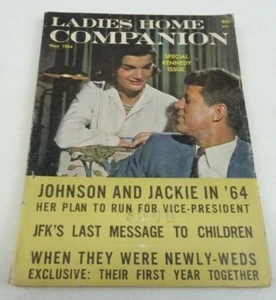 LADIES HOME
COMPANION
May 1964
SPECIAL
KENNEDY
ISSUE
JOHNSON AND JACKIE IN '64
HER PLAN TO RUN FOR VICE-PRESIDENT
JFK'S LAST MESSAGE TO CHILDREN
WHEN THEY WERE NEWLY-WEDS
EXCLUSIVE: THEIR FIRST YEAR TOGETHER